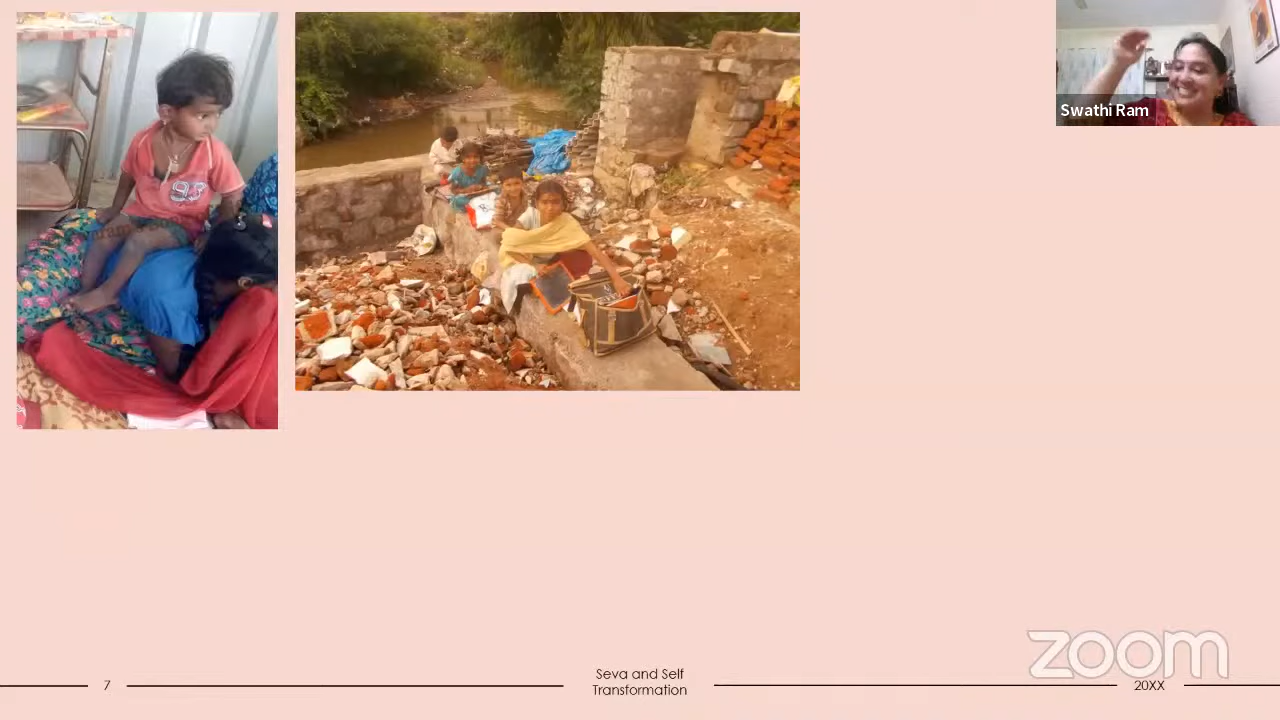 Swathi Ram
7
Seva and Self
Transformation
20XX
zoom